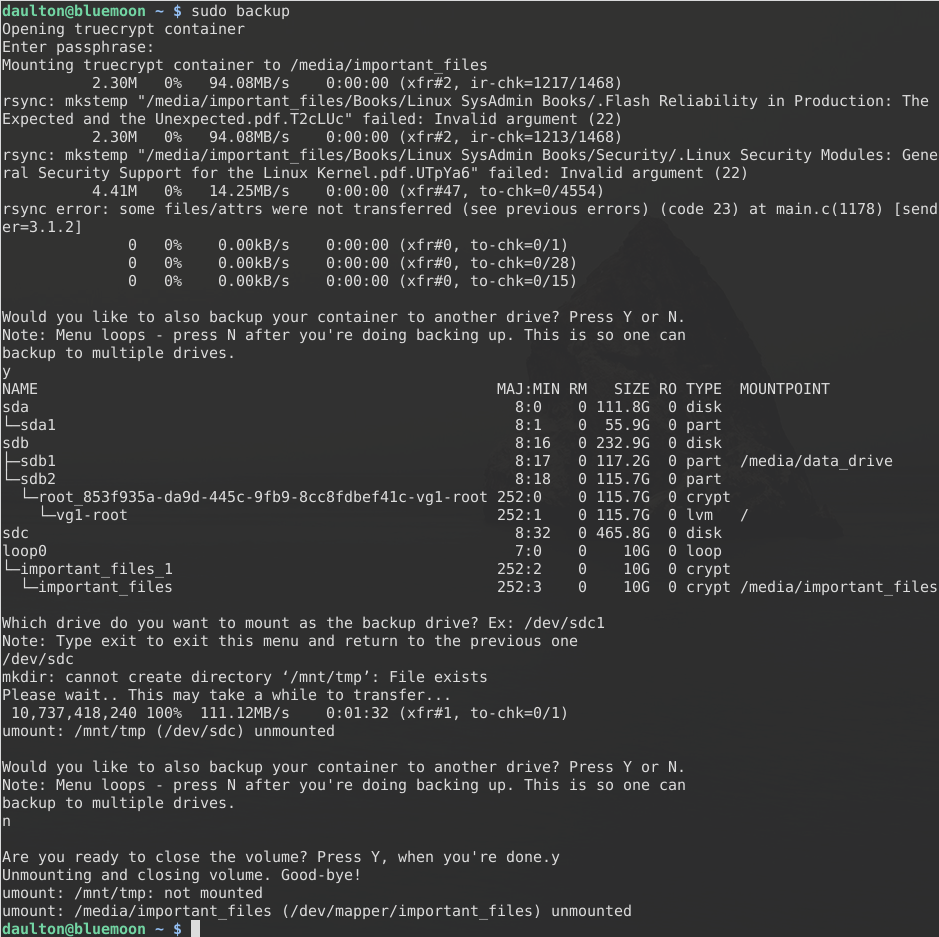 daulton@bluemoon ~ $ sudo backup
Opening truecrypt container
Enter passphrase:
Mounting truecrypt container to /media/important_files
          2.30M   0%   94.08MB/s    0:00:00 (xfr#2, ir-chk=1217/1468)
rsync: mkstemp "/media/important_files/Books/Linux SysAdmin Books/.Flash Reliability in Production: The
Expected and the Unexpected.pdf.T2cLUc" failed: Invalid argument (22)
          2.30M   0%   94.08MB/s    0:00:00 (xfr#2, ir-chk=1213/1468)
rsync: mkstemp "/media/important_files/Books/Linux SysAdmin Books/Security/.Linux Security Modules: Gene
ral Security Support for the Linux Kernel.pdf.UTpYa6" failed: Invalid argument (22)
          4.41M   0%   14.25MB/s    0:00:00 (xfr#47, to-chk=0/4554)
rsync error: some files/attrs were not transferred (see previous errors) (code 23) at main.c(1178) [send
er=3.1.2]
              0   0%    0.00kB/s    0:00:00 (xfr#0, to-chk=0/1)
              0   0%    0.00kB/s    0:00:00 (xfr#0, to-chk=0/28)
              0   0%    0.00kB/s    0:00:00 (xfr#0, to-chk=0/15)

Would you like to also backup your container to another drive? Press Y or N.
Note: Menu loops - press N after you're doing backing up. This is so one can
backup to multiple drives.
y
NAME                                                   MAJ:MIN RM   SIZE RO TYPE  MOUNTPOINT
sda                                                      8:0    0 111.8G  0 disk
└─sda1                                                   8:1    0  55.9G  0 part
sdb                                                      8:16   0 232.9G  0 disk
├─sdb1                                                   8:17   0 117.2G  0 part  /media/data_drive
└─sdb2                                                   8:18   0 115.7G  0 part
  └─root_853f935a-da9d-445c-9fb9-8cc8fdbef41c-vg1-root 252:0    0 115.7G  0 crypt
    └─vg1-root                                         252:1    0 115.7G  0 lvm   /
sdc                                                      8:32   0 465.8G  0 disk
loop0                                                    7:0    0    10G  0 loop
└─important_files_1                                    252:2    0    10G  0 crypt
  └─important_files                                    252:3    0    10G  0 crypt /media/important_files

Which drive do you want to mount as the backup drive? Ex: /dev/sdc1
Note: Type exit to exit this menu and return to the previous one
/dev/sdc
mkdir: cannot create directory ‘/mnt/tmp’: File exists
Please wait.. This may take a while to transfer...
 10,737,418,240 100%  111.12MB/s    0:01:32 (xfr#1, to-chk=0/1)
umount: /mnt/tmp (/dev/sdc) unmounted

Would you like to also backup your container to another drive? Press Y or N.
Note: Menu loops - press N after you're doing backing up. This is so one can
backup to multiple drives.
n

Are you ready to close the volume? Press Y, when you're done.y
Unmounting and closing volume. Good-bye!
umount: /mnt/tmp: not mounted
umount: /media/important_files (/dev/mapper/important_files) unmounted
daulton@bluemoon ~ $